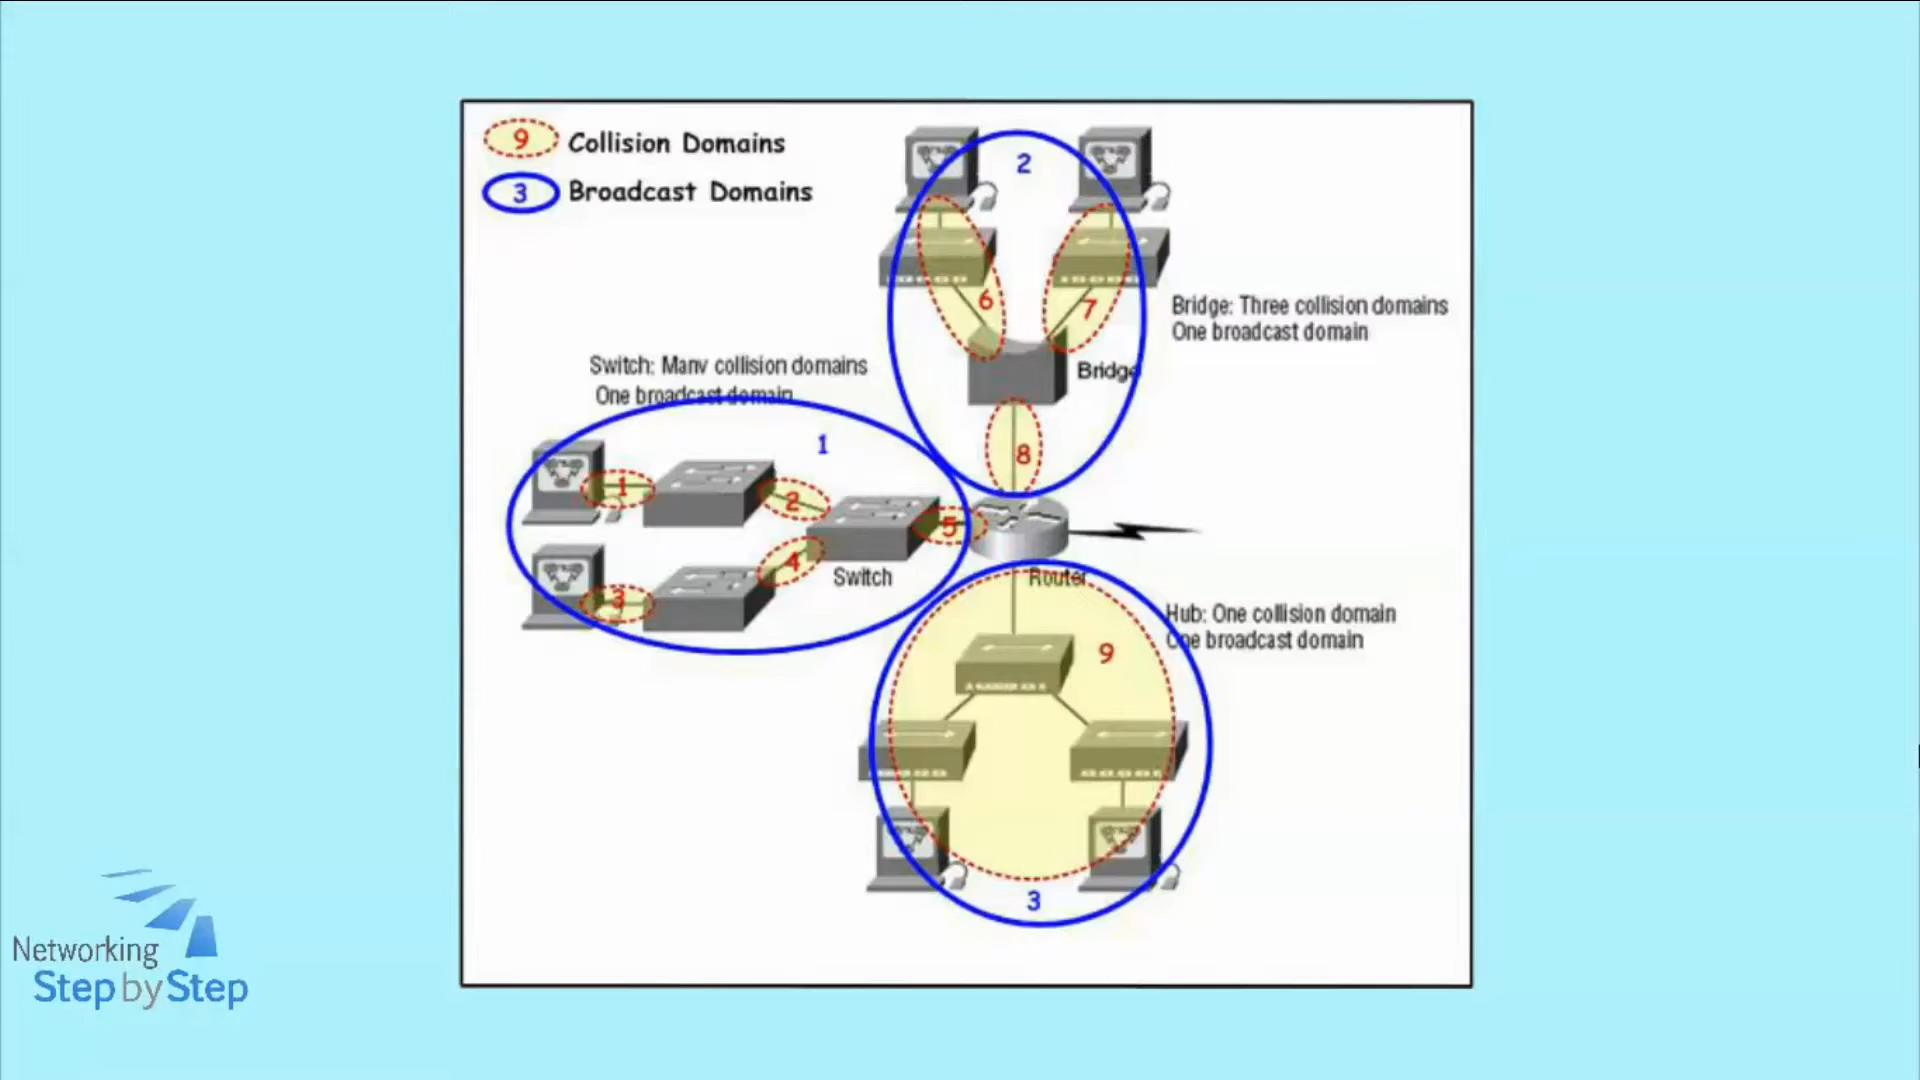 9 Collision Domains
3 Broadcast Domains
2
6
7
Bridge: Three collision domains
One broadcast domain
Bridge
Switch: Many collision domains
One broadcast domain
1
8
1
2
5
4
3
Switch
Router
Hub: One collision domain
One broadcast domain
9
3
Networking
Step by Step